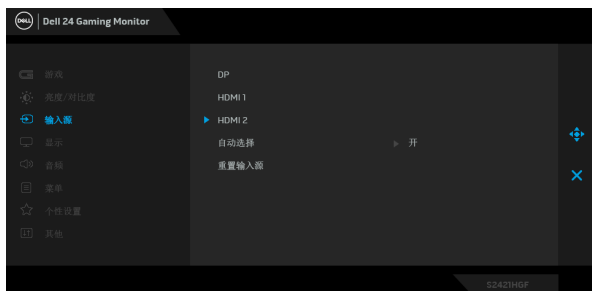 DELL
Dell 24 Gaming Monitor
游戏
亮度/对比度
输入源
显示
音频
菜单
个性设置
其他
DP
HDMI 1
HDMI 2
自动选择 开
重置输入源
S2421HGF